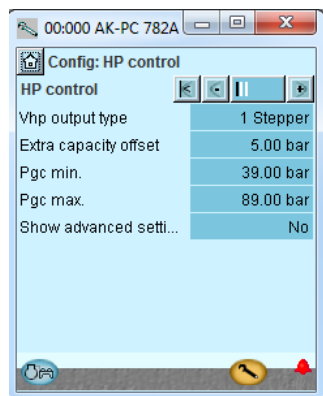 00:000 AK-PC 782A
Config: HP control
HP control
Vhp output type 1 Stepper
Extra capacity offset 5.00 bar
Pgc min. 39.00 bar
Pgc max. 89.00 bar
Show advanced setti... No